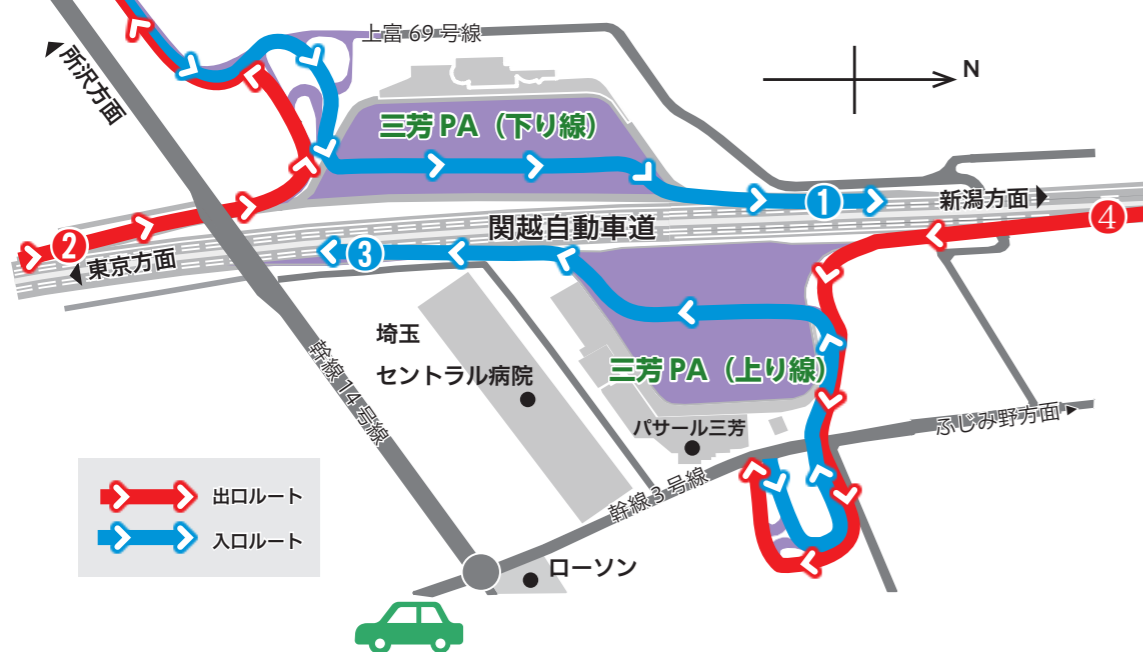 上富 69 号線
◀所沢方面
N
三芳 PA（下り線）
1
新潟方面▶
関越自動車道
4
2
◀東京方面
3
埼玉
セントラル病院
三芳 PA（上り線）
幹線 14 号線
パサール三芳
ふじみ野方面▶
幹線 3 号線
出口ルート
入口ルート
ローソン